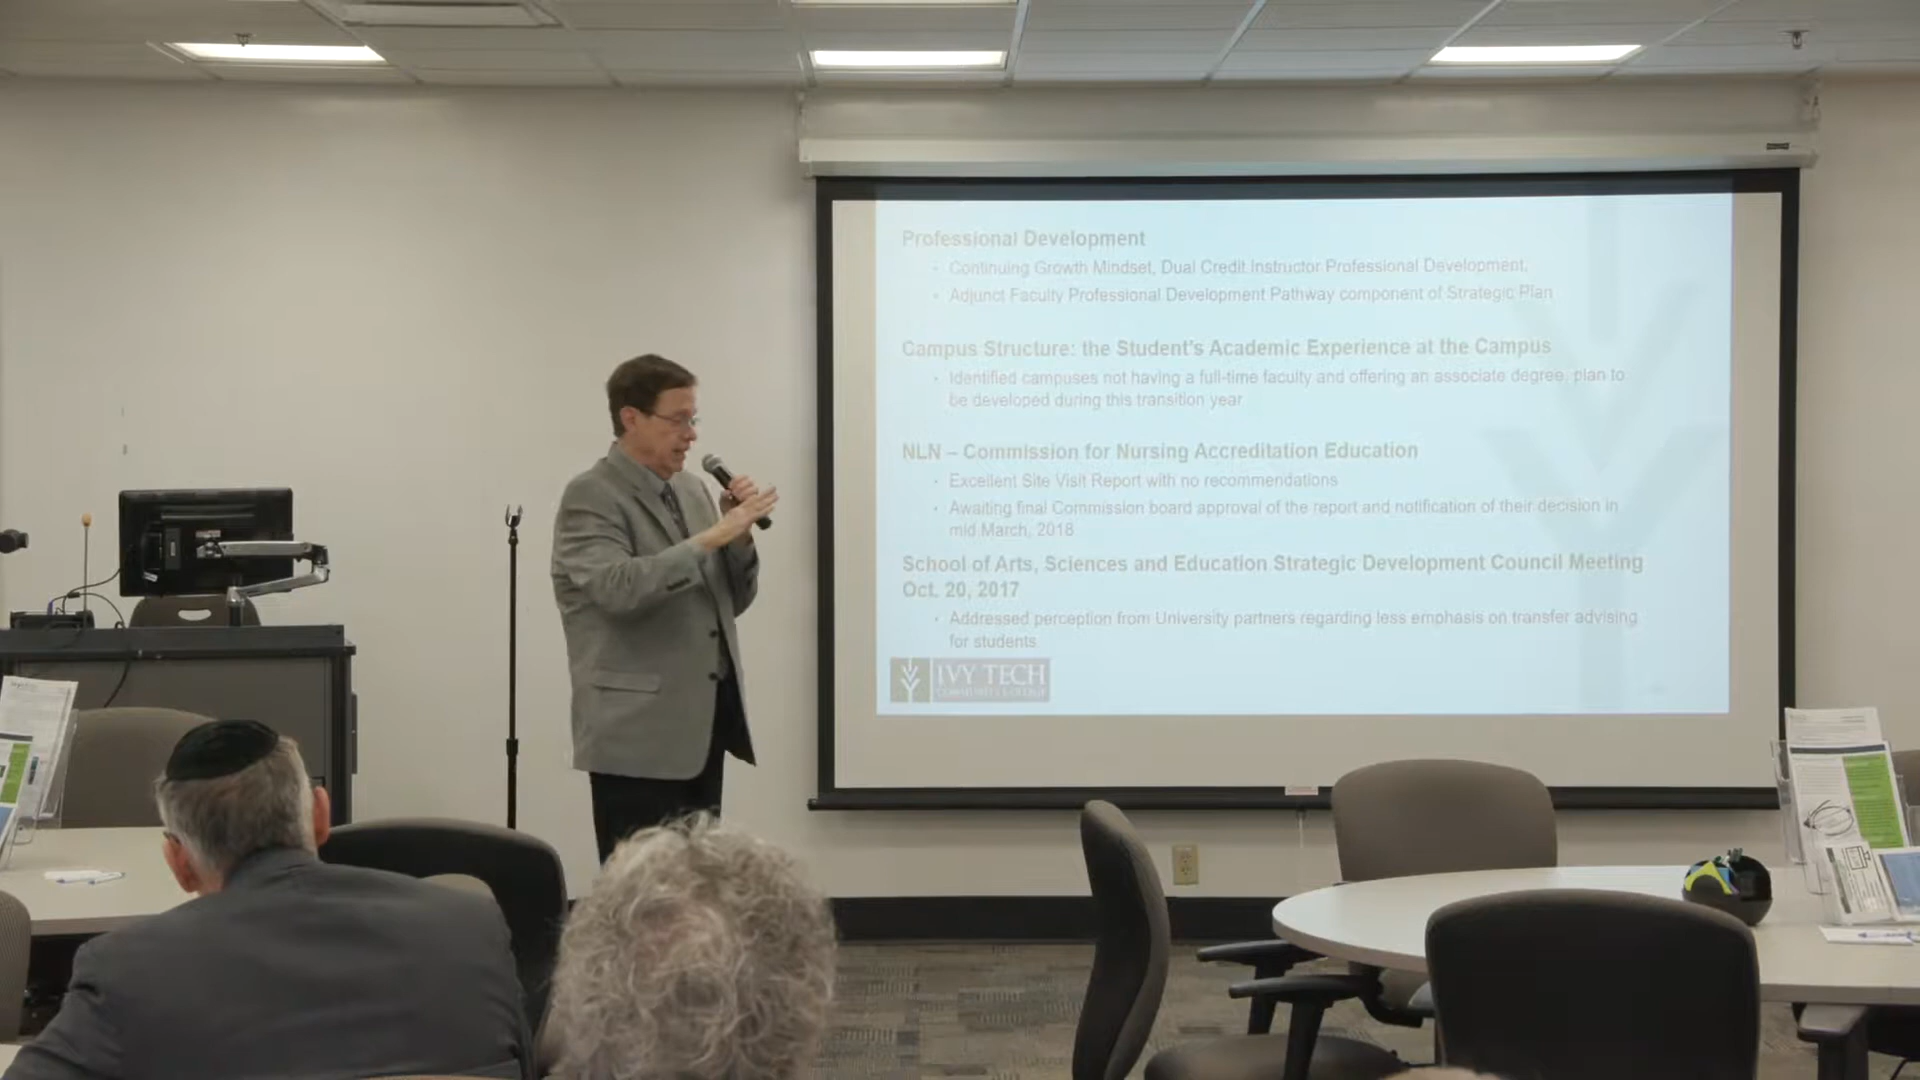 Professional Development
- Continuing Growth Mindset, Dual Credit Instructor Professional Development,
- Adjunct Faculty Professional Development Pathway component of Strategic Plan
Campus Structure: the Student's Academic Experience at the Campus
- Identified campuses not having a full-time faculty and offering an associate degree; plan to
be developed during this transition year
NLN – Commission for Nursing Accreditation Education
- Excellent Site Visit Report with no recommendations
- Awaiting final Commission board approval of the report and notification of their decision in
mid March, 2018
School of Arts, Sciences and Education Strategic Development Council Meeting
Oct. 20, 2017
- Addressed perception from University partners regarding less emphasis on transfer advising
for students
IVY TECH
COMMUNITY COLLEGE